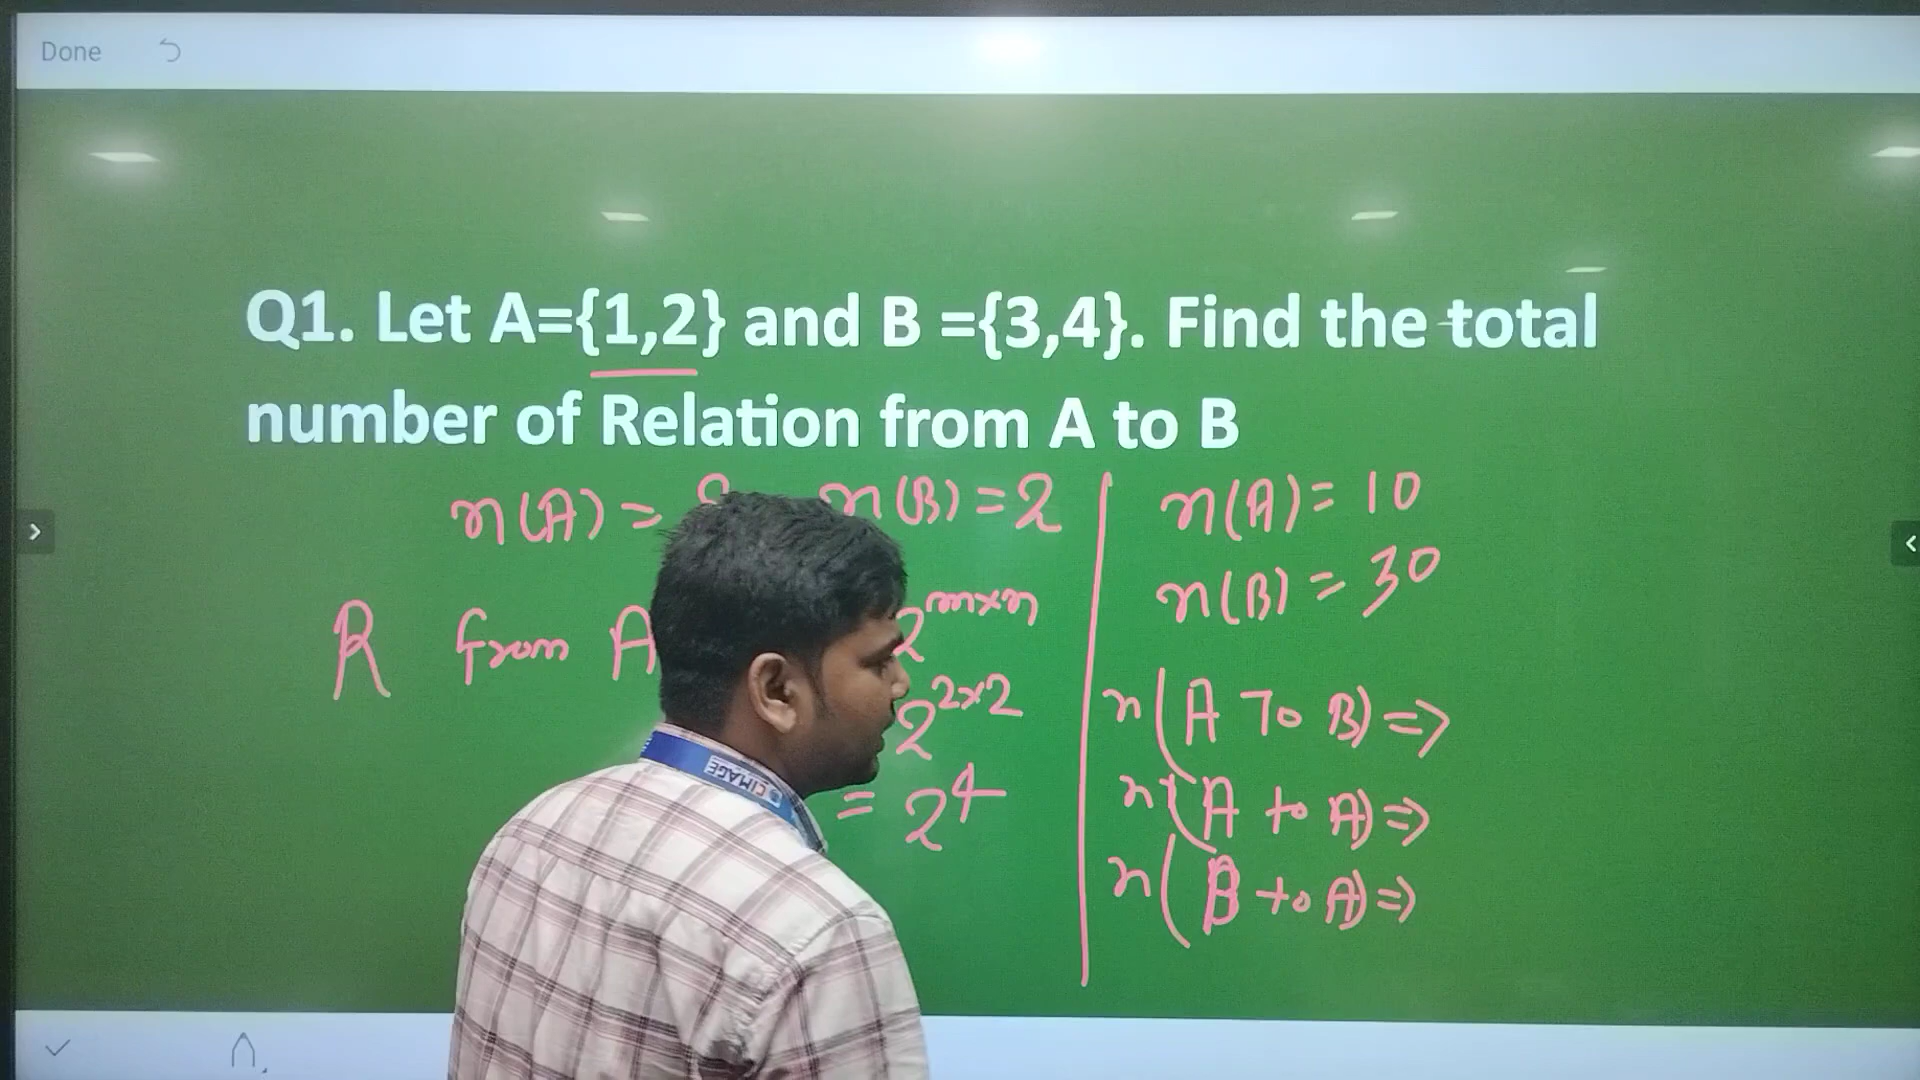 Done
Q1. Let A={1,2} and B ={3,4}. Find the total
number of Relation from A to B
n(A) = n(B) = 2
R from A 2^m×n
2^2×2
= 2^4
n(A) = 10
n(B) = 30
n(A To B) =>
n(A to A) =>
n(B to A) =>
CIMAGE